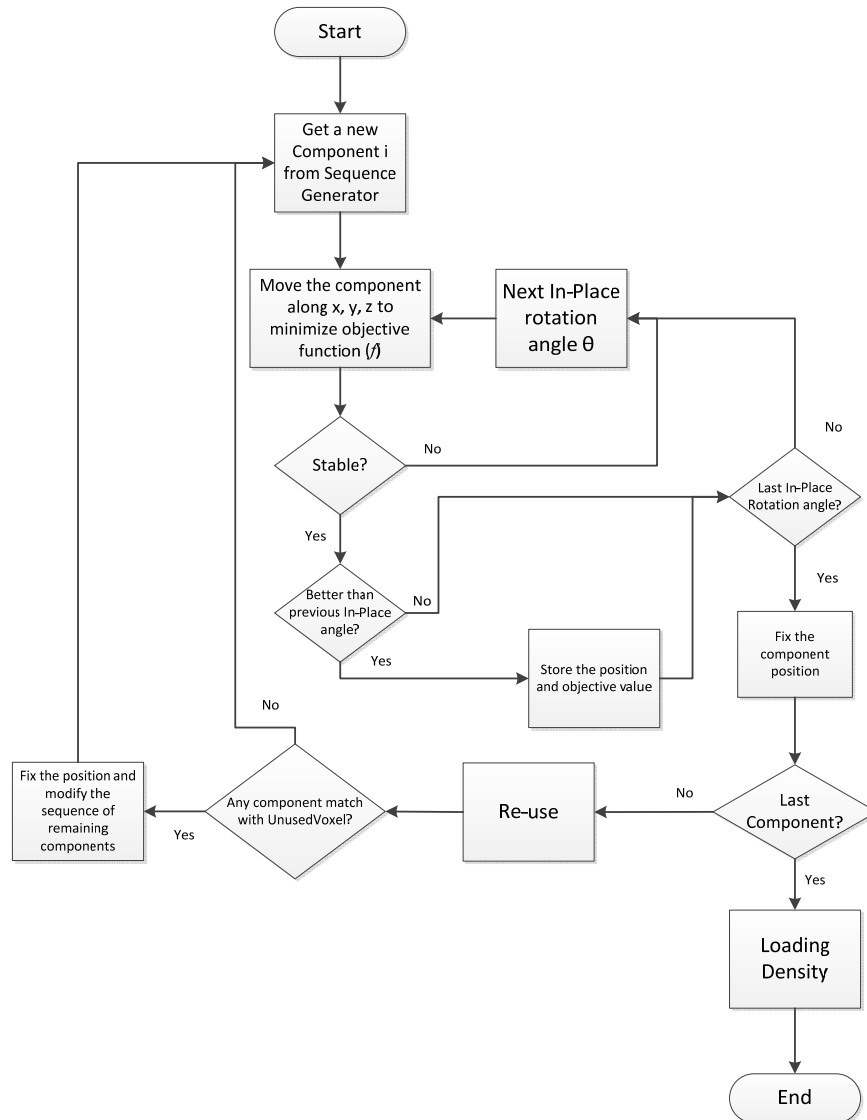 Start
Get a new
Component i
from Sequence
Generator
Move the component
along x, y, z to
minimize objective
function (f)
Next In-Place
rotation
angle θ
No
Stable?
No
Last In-Place
Rotation angle?
Yes
Better than
previous In-Place
angle?
No
Yes
Yes
Store the position
and objective value
Fix the
component
position
No
Fix the position and
modify the
sequence of
remaining
components
Yes
Any component match
with UnusedVoxel?
Re-use
No
Last
Component?
Yes
Loading
Density
End